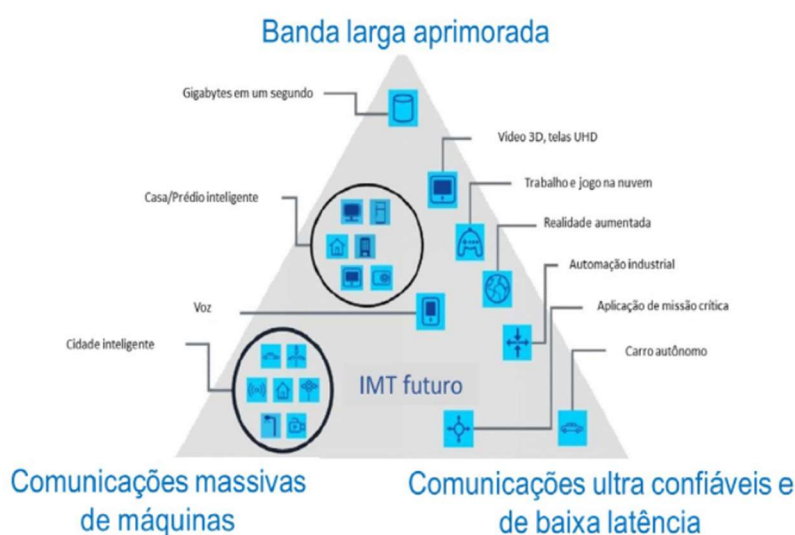 Banda larga aprimorada
Gigabytes em um segundo
Vídeo 3D, telas UHD
Trabalho e jogo na nuvem
Casa/Prédio inteligente
Realidade aumentada
Automação industrial
Voz
Aplicação de missão crítica
Cidade inteligente
Carro autônomo
IMT futuro
Comunicações massivas
de máquinas
Comunicações ultra confiáveis e
de baixa latência